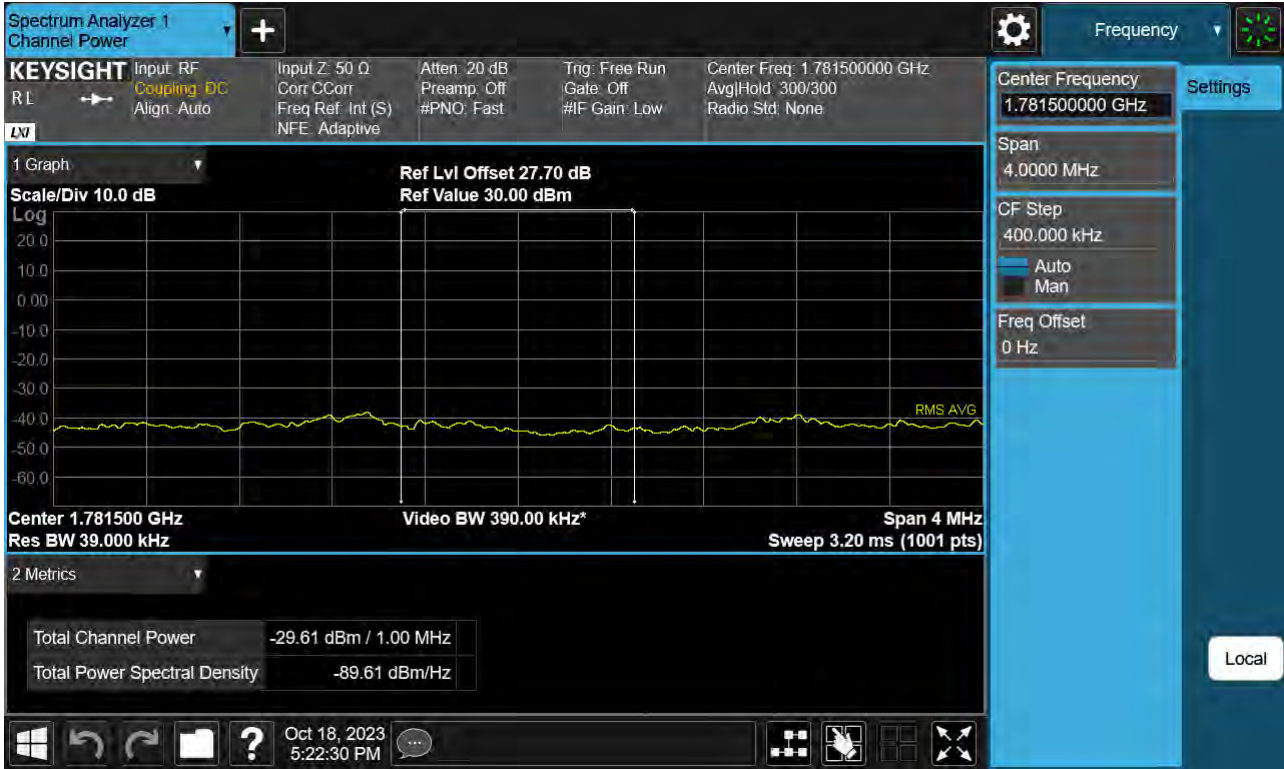 Spectrum Analyzer 1
Channel Power
Frequency
KEYSIGHT
RL
LXI
Input: RF
Coupling: DC
Align: Auto
Input Z: 50 Ω
Corr CCorr
Freq Ref: Int (S)
NFE: Adaptive
Atten: 20 dB
Preamp: Off
#PNO: Fast
Trig: Free Run
Gate: Off
#IF Gain: Low
Center Freq: 1.781500000 GHz
Avg|Hold: 300/300
Radio Std: None
Center Frequency
1.781500000 GHz
Settings
Span
4.0000 MHz
CF Step
400.000 kHz
Auto
Man
Freq Offset
0 Hz
1 Graph
Ref Lvl Offset 27.70 dB
Scale/Div 10.0 dB
Ref Value 30.00 dBm
Log
20.0
10.0
0.00
-10.0
-20.0
-30.0
-40.0
-50.0
-60.0
RMS AVG
Center 1.781500 GHz
Video BW 390.00 kHz*
Span 4 MHz
Res BW 39.000 kHz
Sweep 3.20 ms (1001 pts)
2 Metrics
Total Channel Power -29.61 dBm / 1.00 MHz
Total Power Spectral Density -89.61 dBm/Hz
Local
?
Oct 18, 2023
5:22:30 PM